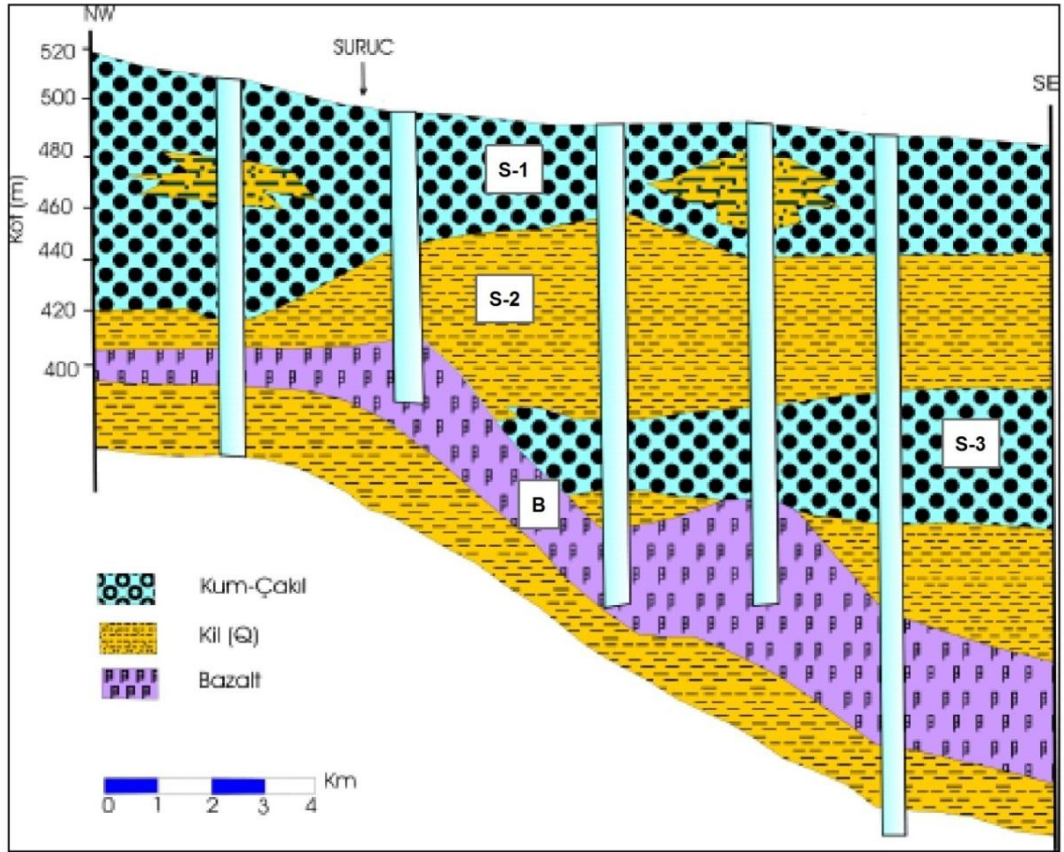 NW
SURUC
SE
520
500
480
460
440
420
400
kot (m)
S-1
S-2
S-3
B
Kum-Çakıl
Kil (Q)
Bazalt
Km
0 1 2 3 4